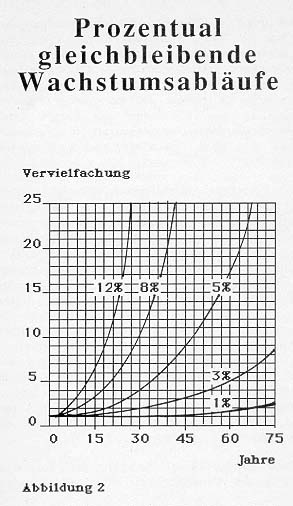 Prozentual
gleichbleibende
Wachstumsabläufe
Vervielfachung
25
20
15
10
5
0
12% 8% 5%
3%
1%
0 15 30 45 60 75
Jahre
Abbildung 2